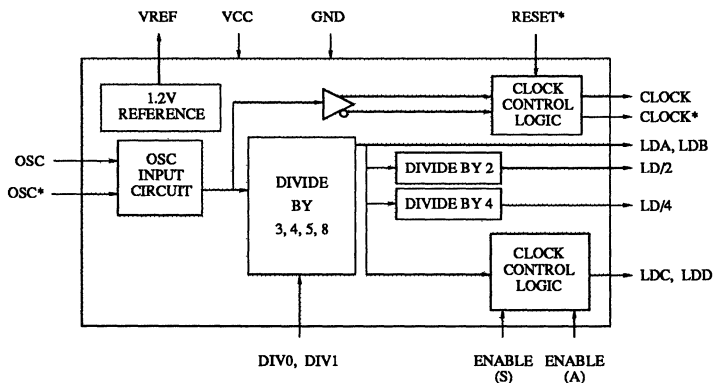 VREF VCC GND RESET*
1.2V
REFERENCE
CLOCK
CONTROL
LOGIC
CLOCK
CLOCK*
OSC
OSC*
OSC
INPUT
CIRCUIT
DIVIDE
BY
3, 4, 5, 8
LDA, LDB
DIVIDE BY 2
LD/2
DIVIDE BY 4
LD/4
CLOCK
CONTROL
LOGIC
LDC, LDD
DIV0, DIV1
ENABLE
(S)
ENABLE
(A)